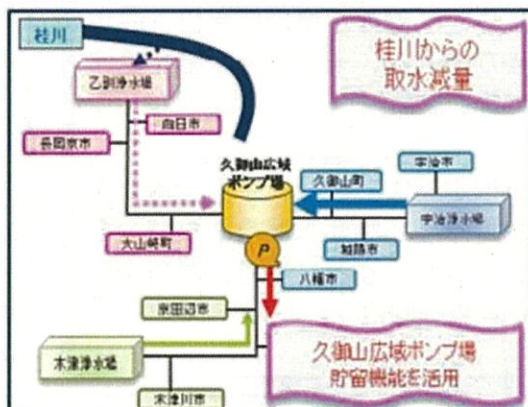 桂川
桂川からの
取水減量
乙訓浄水場
向日市
長岡京市
久御山広域
ポンプ場
久御山町
宇治市
大山崎町
宇治浄水場
城陽市
P
八幡市
京田辺市
木津浄水場
久御山広域ポンプ場
貯留機能を活用
木津川市